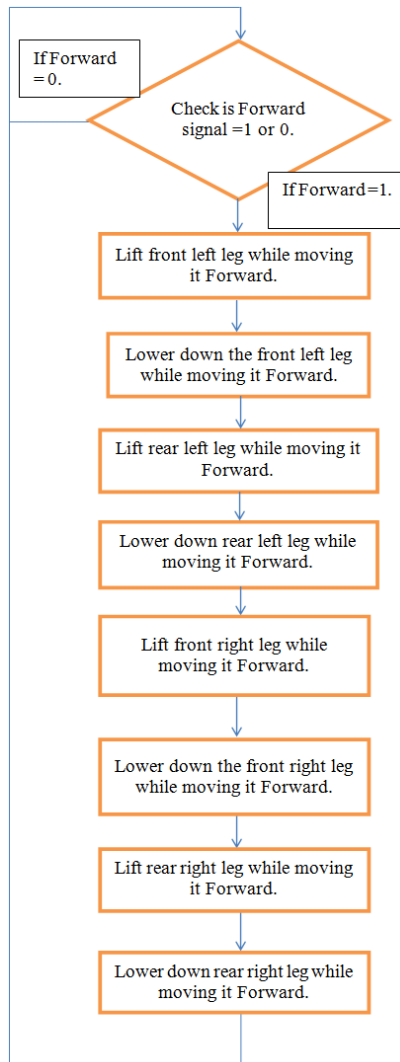 If Forward
= 0.
Check is Forward
signal =1 or 0.
If Forward=1.
Lift front left leg while moving
it Forward.
Lower down the front left leg
while moving it Forward.
Lift rear left leg while moving it
Forward.
Lower down rear left leg while
moving it Forward.
Lift front right leg while
moving it Forward.
Lower down the front right leg
while moving it Forward.
Lift rear right leg while moving
it Forward.
Lower down rear right leg while
moving it Forward.